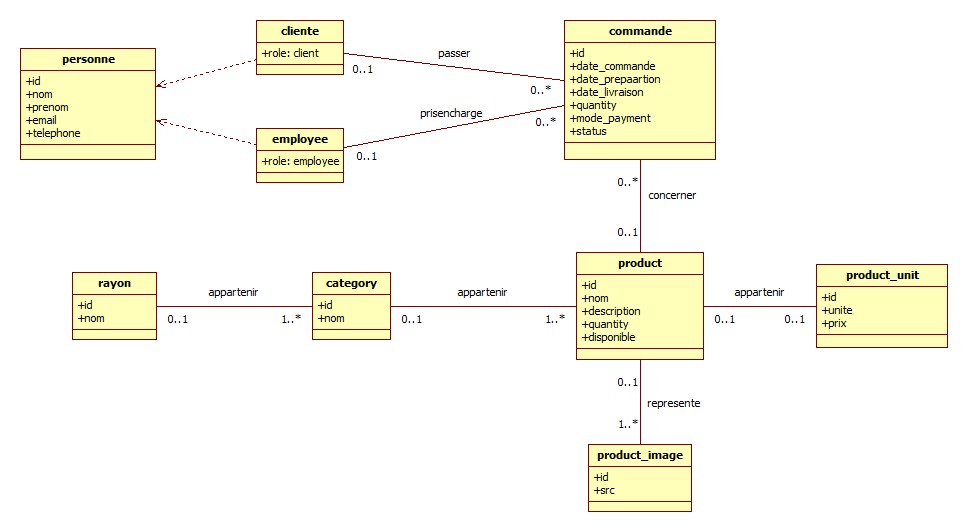 personne
+id
+nom
+prenom
+email
+telephone
cliente
+role: client
0..1
passer
0..*
employee
+role: employee
0..1
prisencharge
0..*
commande
+id
+date_commande
+date_prepaartion
+date_livraison
+quantity
+mode_payment
+status
0..*
concerner
0..1
rayon
+id
+nom
appartenir
0..1
1..*
category
+id
+nom
appartenir
0..1
1..*
product
+id
+nom
+description
+quantity
+disponible
appartenir
0..1
0..1
product_unit
+id
+unite
+prix
0..1
represente
1..*
product_image
+id
+src